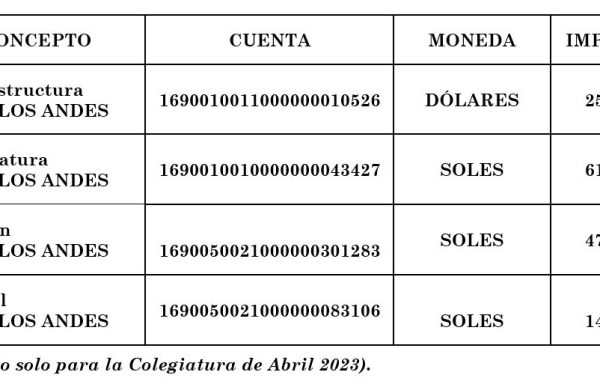 ONCEPTO CUENTA MONEDA IMP
structura
LOS ANDES 1690010011000000010526 DÓLARES 25
atura
LOS ANDES 1690010010000000043427 SOLES 61
n
LOS ANDES 1690050021000000301283 SOLES 47
l
LOS ANDES 1690050021000000083106 SOLES 14
o solo para la Colegiatura de Abril 2023).